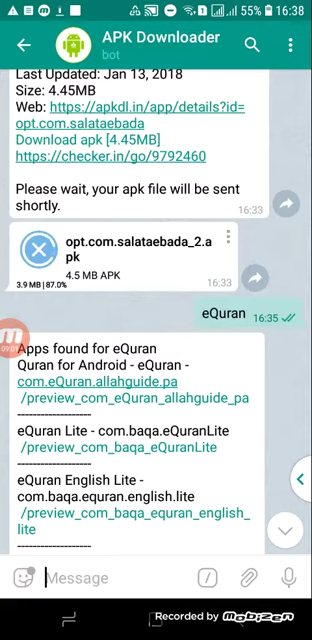 55% 16:38
APK Downloader
bot
Last Updated: Jan 13, 2018
Size: 4.45MB
Web: https://apkdl.in/app/details?id=
opt.com.salataebada
Download apk [4.45MB]
https://checker.in/go/9792460
Please wait, your apk file will be sent
shortly.
16:33
opt.com.salataebada_2.a
pk
4.5 MB APK
3.9 MB | 87.0%
16:33
eQuran 16:35
09:01
Apps found for eQuran
Quran for Android - eQuran -
com.eQuran.allahguide.pa
/preview_com_eQuran_allahguide_pa
-------------------
eQuran Lite - com.baqa.eQuranLite
/preview_com_baqa_eQuranLite
-------------------
eQuran English Lite -
com.baqa.equran.english.lite
/preview_com_baqa_equran_english_
lite
-------------------
Message
Recorded by Mobizen